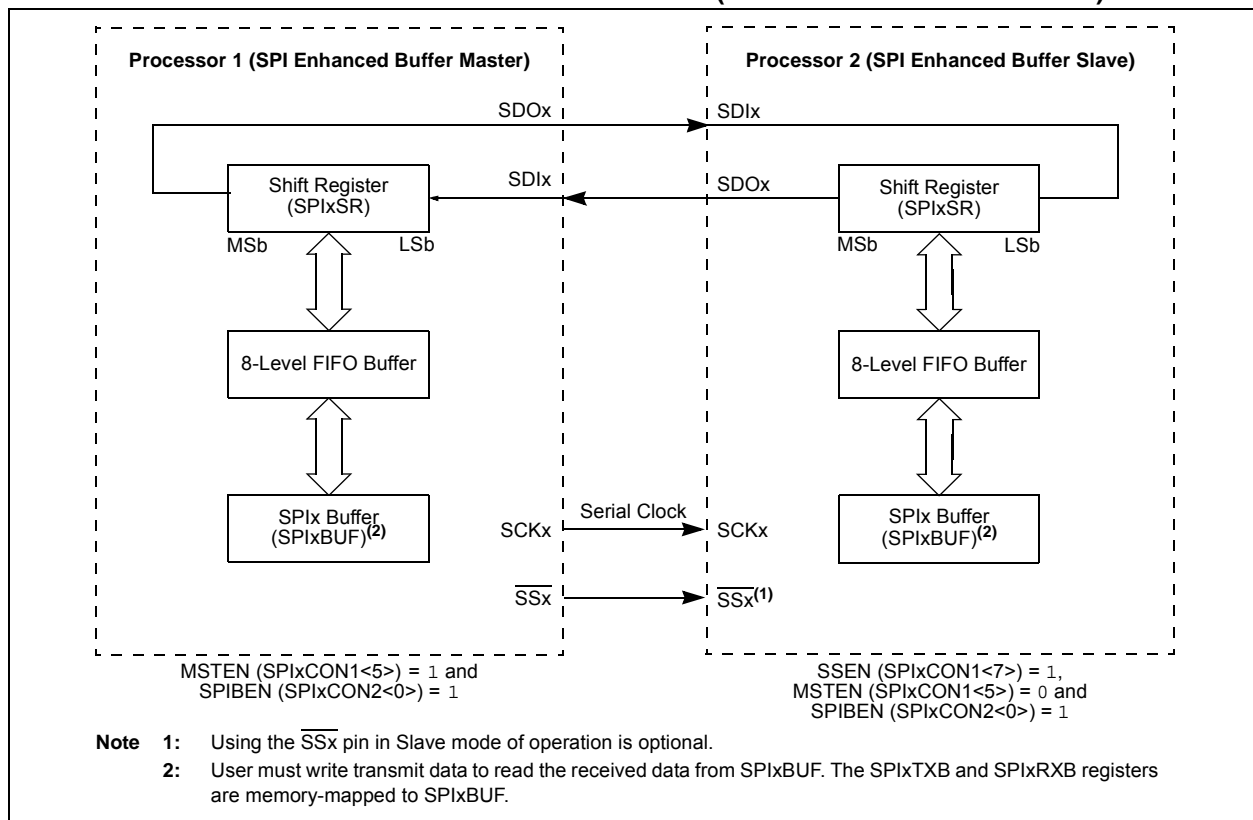 Processor 1 (SPI Enhanced Buffer Master)
Processor 2 (SPI Enhanced Buffer Slave)
SDOx
SDIx
SDIx
SDOx
Shift Register
(SPIxSR)
MSb
LSb
Shift Register
(SPIxSR)
MSb
LSb
8-Level FIFO Buffer
8-Level FIFO Buffer
SPIx Buffer
(SPIxBUF)(2)
SPIx Buffer
(SPIxBUF)(2)
SCKx
Serial Clock
SCKx
SSx
SSx(1)
MSTEN (SPIxCON1<5>) = 1 and
SPIBEN (SPIxCON2<0>) = 1
SSEN (SPIxCON1<7>) = 1,
MSTEN (SPIxCON1<5>) = 0 and
SPIBEN (SPIxCON2<0>) = 1
Note 1: Using the SSx pin in Slave mode of operation is optional.
2: User must write transmit data to read the received data from SPIxBUF. The SPIxTXB and SPIxRXB registers
are memory-mapped to SPIxBUF.